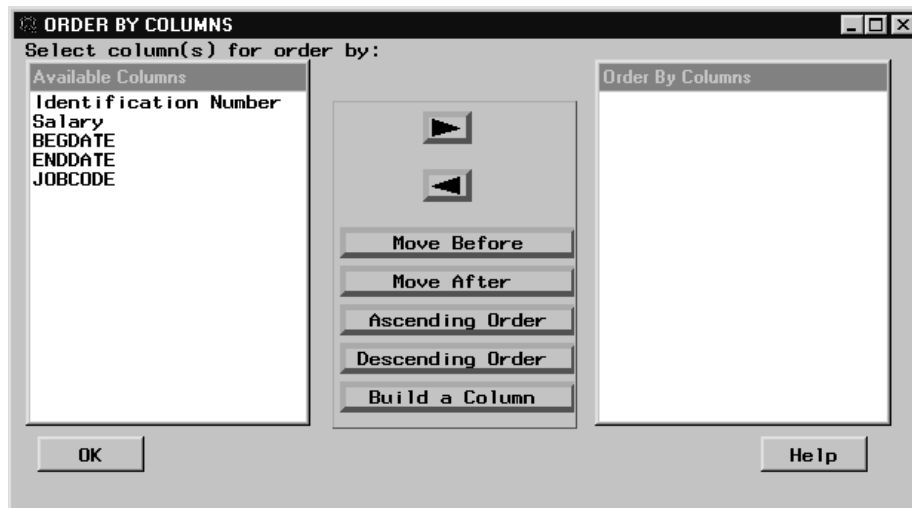 ORDER BY COLUMNS
Select column(s) for order by:
Available Columns
Identification Number
Salary
BEGDATE
ENDDATE
JOBCODE
Move Before
Move After
Ascending Order
Descending Order
Build a Column
Order By Columns
OK
Help